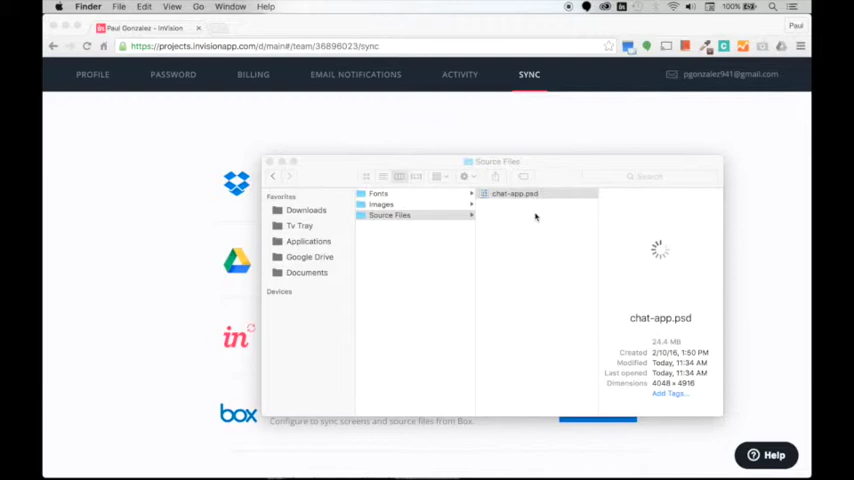 Finder File Edit View Go Window Help 100%
Paul Gonzalez - InVision Paul
https://projects.invisionapp.com/d/main#/team/36896023/sync
PROFILE PASSWORD BILLING EMAIL NOTIFICATIONS ACTIVITY SYNC pgonzalez941@gmail.com
Source Files
Search
Favorites
Downloads
Tv Tray
Applications
Google Drive
Documents
Devices
Fonts
Images
Source Files
chat-app.psd
chat-app.psd
24.4 MB
Created 2/10/16, 1:50 PM
Modified Today, 11:34 AM
Last opened Today, 11:34 AM
Dimensions 4048 × 4916
Add Tags...
in
box
Configure to sync screens and source files from Box.
Help